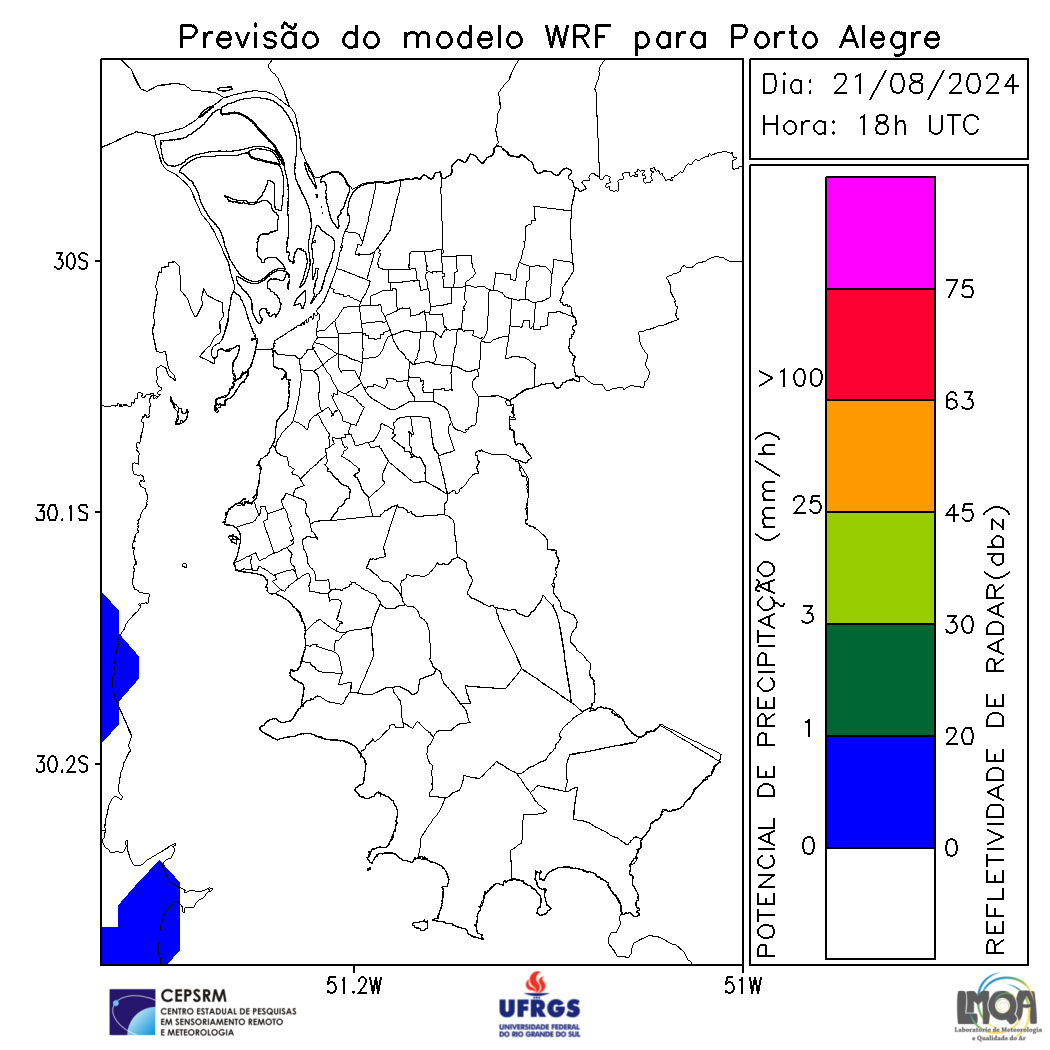 Previsão do modelo WRF para Porto Alegre
Dia: 21/08/2024
Hora: 18h UTC
30S
30.1S
30.2S
51.2W
51W
POTENCIAL DE PRECIPITAÇÃO (mm/h)
>100
25
3
1
0
75
63
45
30
20
0
REFLETIVIDADE DE RADAR(dbz)
CEPSRM
CENTRO ESTADUAL DE PESQUISAS
EM SENSORIAMENTO REMOTO
E METEOROLOGIA
UFRGS
UNIVERSIDADE FEDERAL
DO RIO GRANDE DO SUL
LMQA
Laboratório de Meteorologia
e Qualidade do Ar